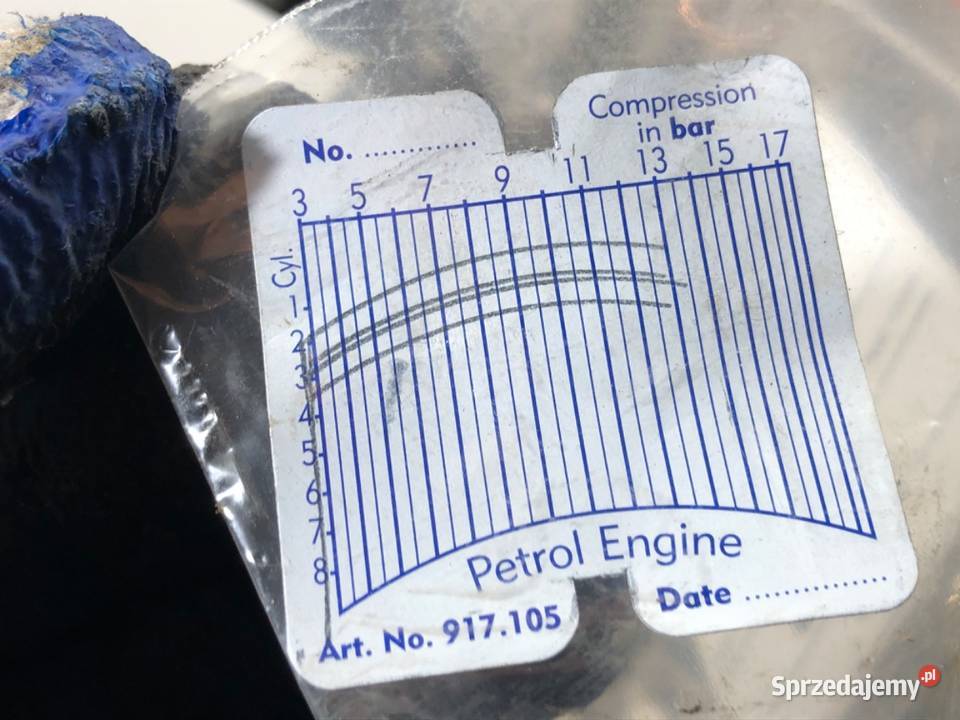 No. .............
Compression
in bar
3 5 7 9 11 13 15 17
Cyl.
1
2
3
4
5
6
7
8
Petrol Engine
Art. No. 917.105
Date ................
Sprzedajemy.pl